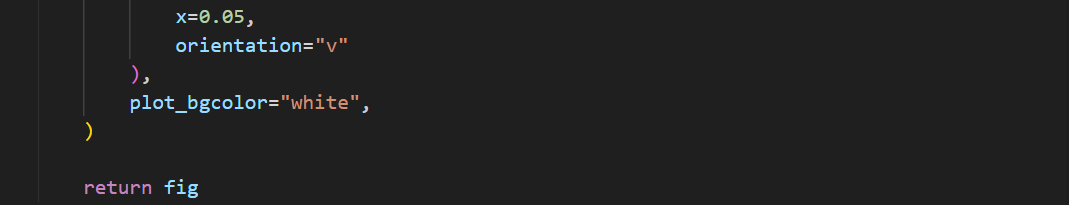 x=0.05,
orientation="v"
),
plot_bgcolor="white",
)
return fig